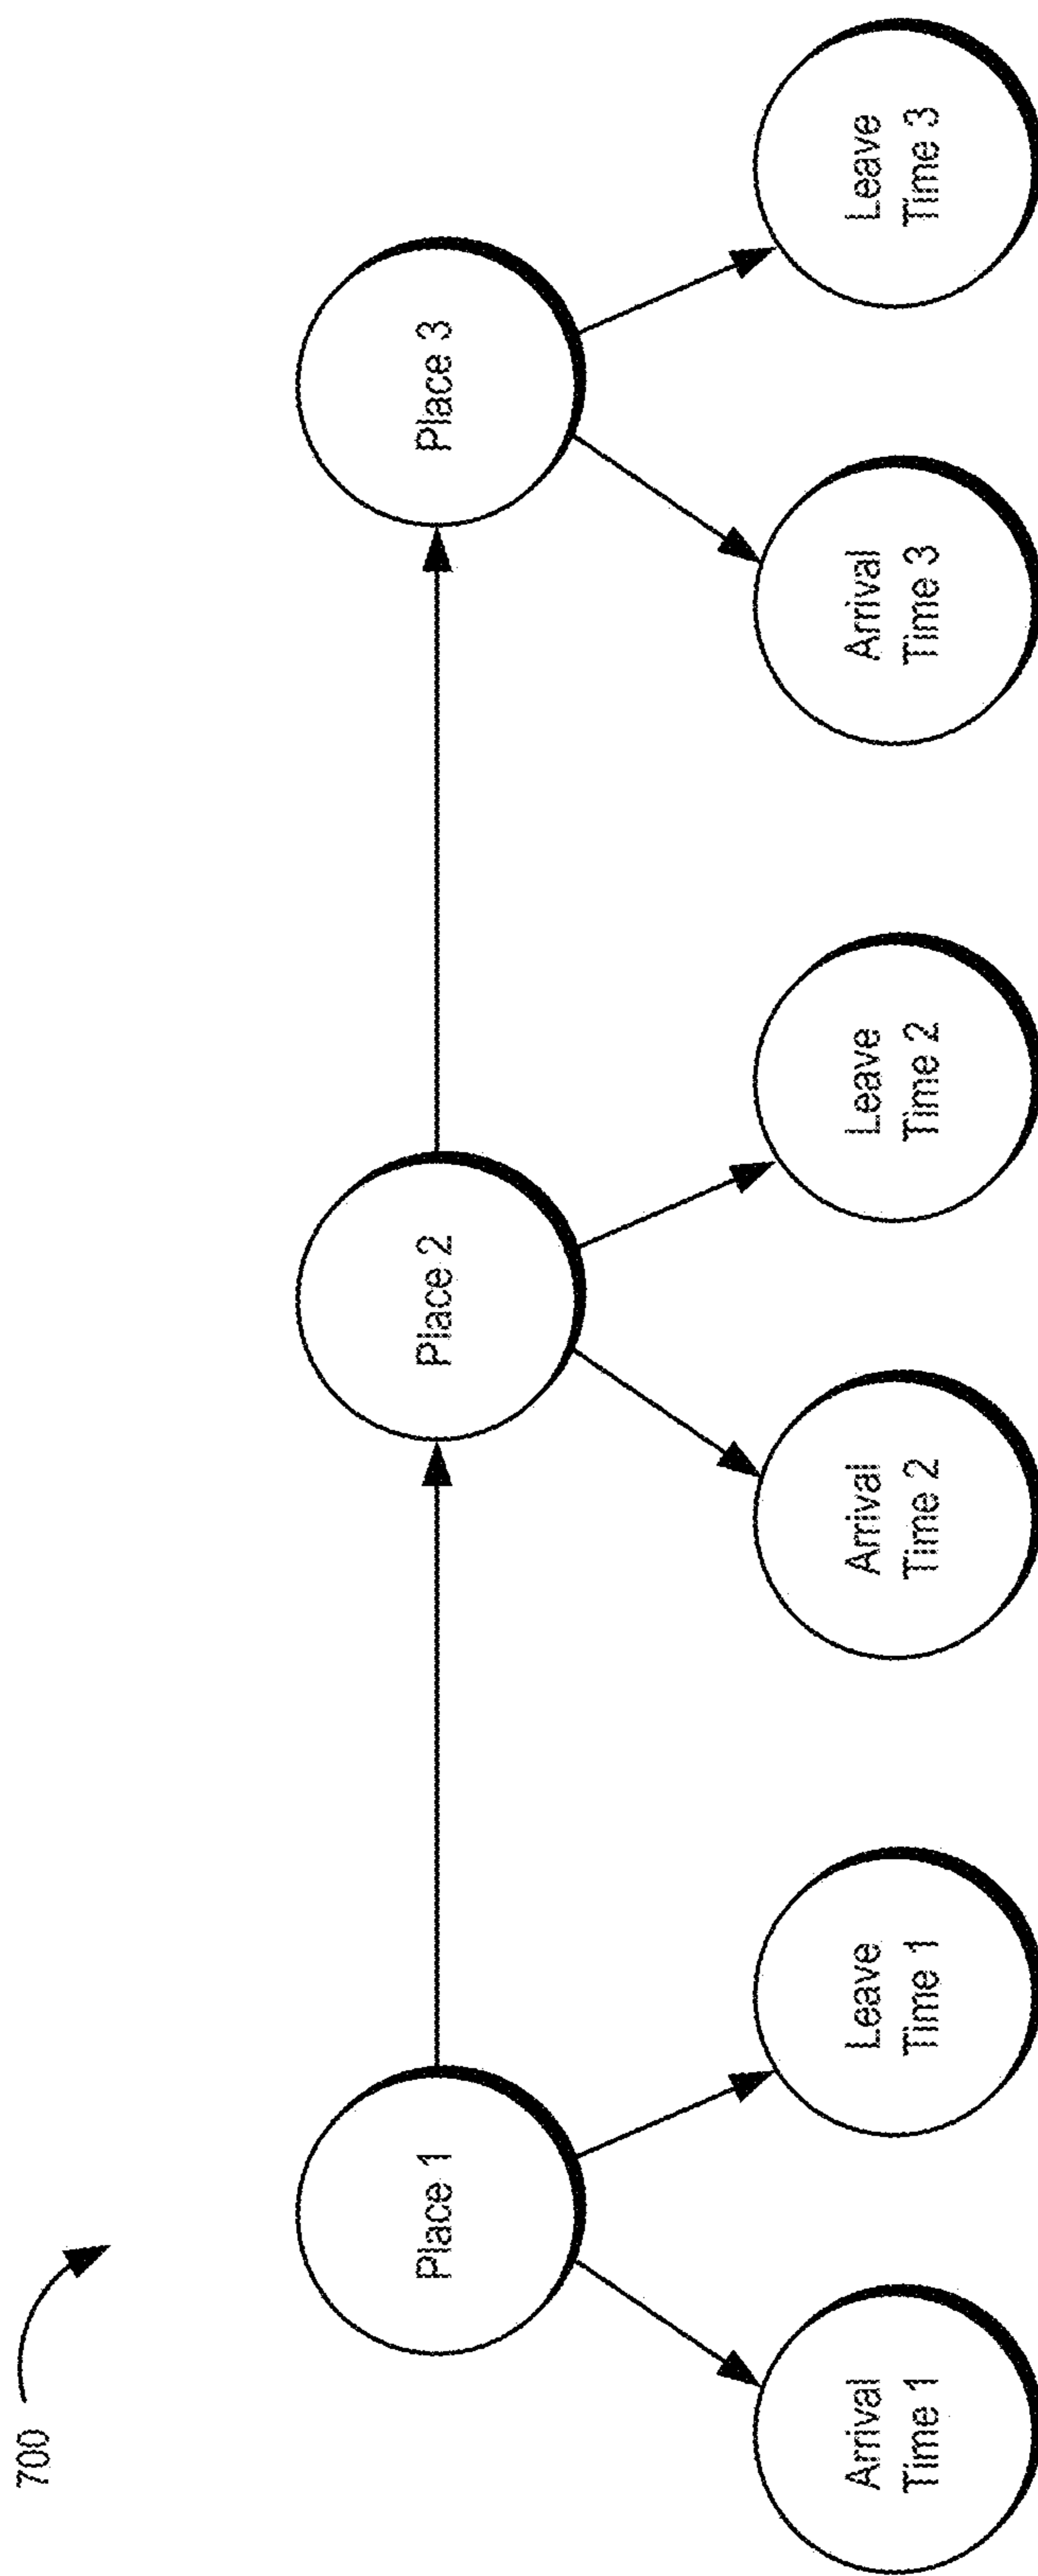 700
Place 1
Place 2
Place 3
Arrival
Time 1
Leave
Time 1
Arrival
Time 2
Leave
Time 2
Arrival
Time 3
Leave
Time 3